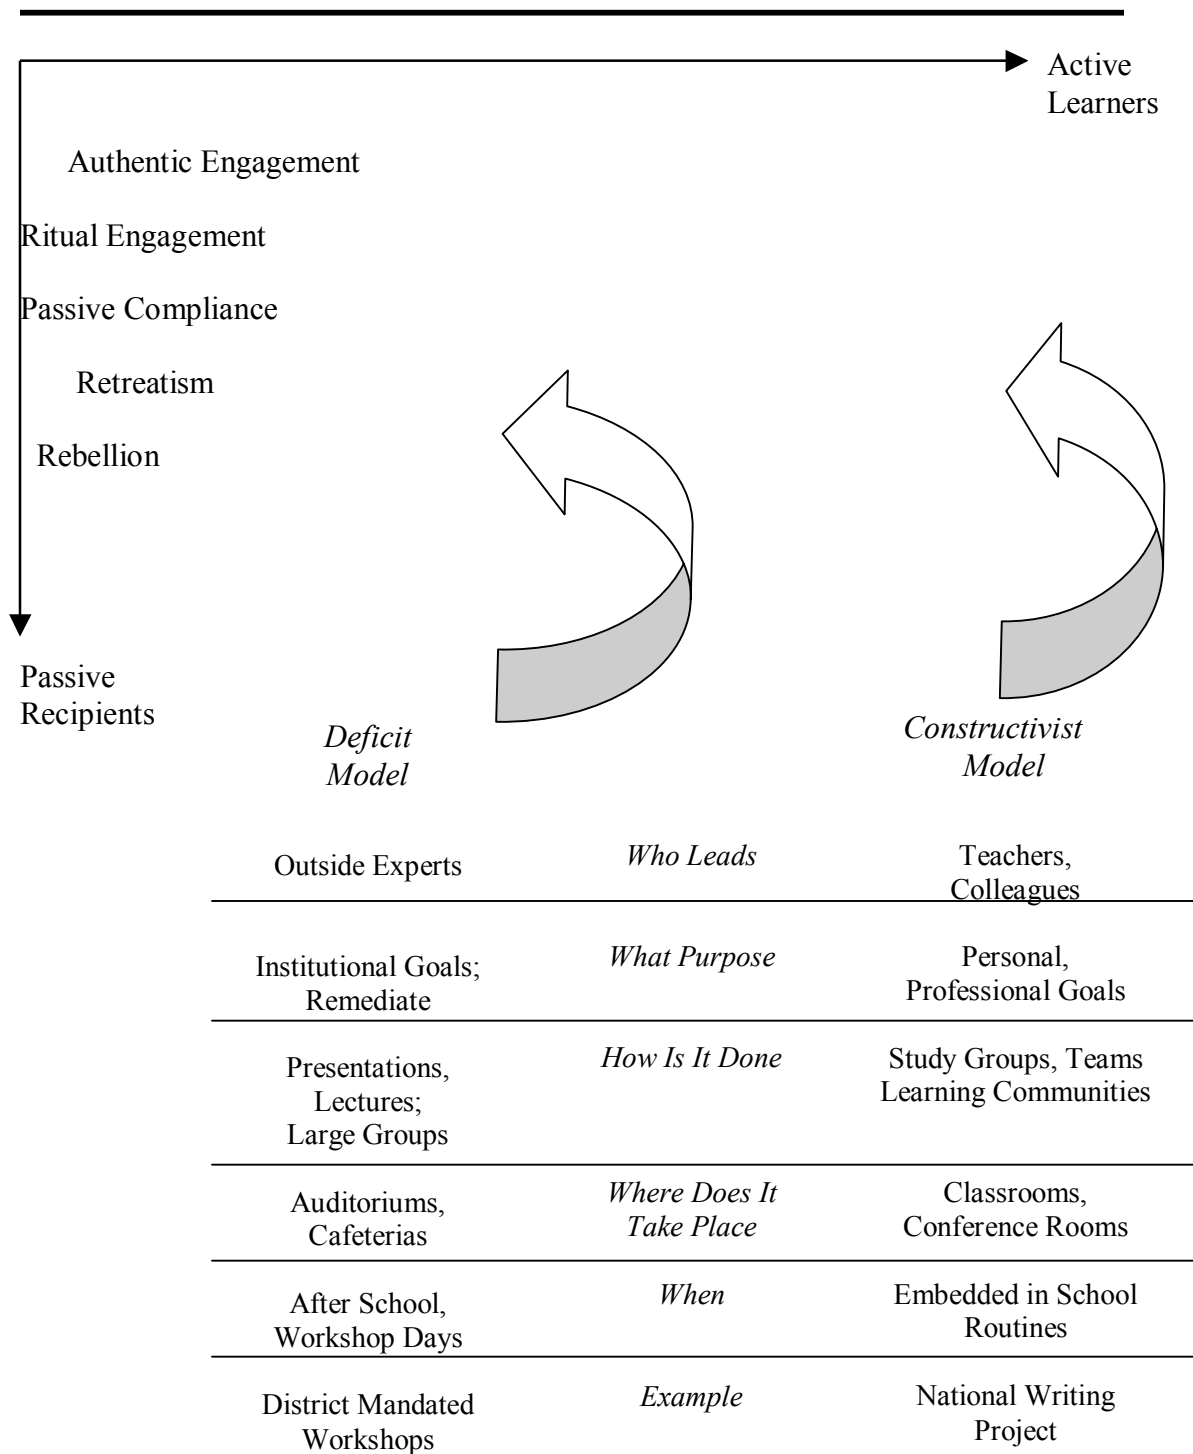 Active
Learners
Authentic Engagement
Ritual Engagement
Passive Compliance
Retreatism
Rebellion
Passive
Recipients
Deficit
Model
Constructivist
Model
Outside Experts
Who Leads
Teachers,
Colleagues
Institutional Goals;
Remediate
What Purpose
Personal,
Professional Goals
Presentations,
Lectures;
Large Groups
How Is It Done
Study Groups, Teams
Learning Communities
Auditoriums,
Cafeterias
Where Does It
Take Place
Classrooms,
Conference Rooms
After School,
Workshop Days
When
Embedded in School
Routines
District Mandated
Workshops
Example
National Writing
Project